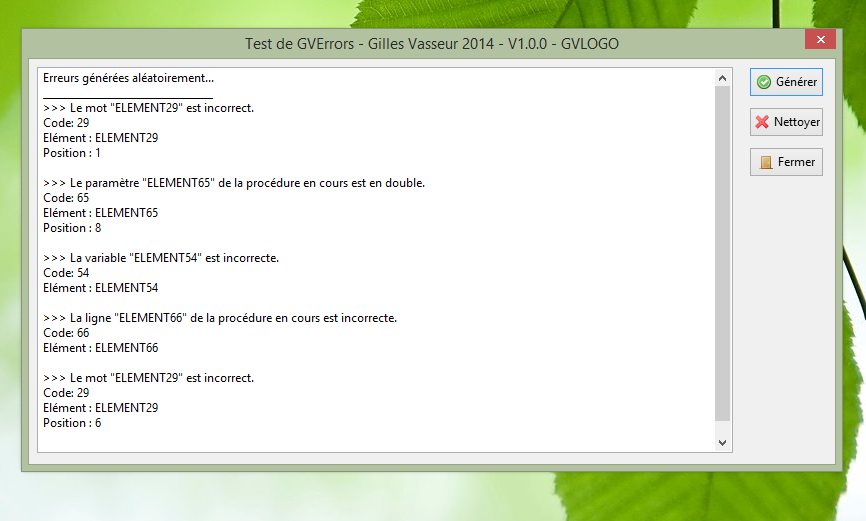 Test de GVErrors - Gilles Vasseur 2014 - V1.0.0 - GVLOGO
Erreurs générées aléatoirement...
>>> Le mot "ELEMENT29" est incorrect.
Code: 29
Elément : ELEMENT29
Position : 1
>>> Le paramètre "ELEMENT65" de la procédure en cours est en double.
Code: 65
Elément : ELEMENT65
Position : 8
>>> La variable "ELEMENT54" est incorrecte.
Code: 54
Elément : ELEMENT54
>>> La ligne "ELEMENT66" de la procédure en cours est incorrecte.
Code: 66
Elément : ELEMENT66
>>> Le mot "ELEMENT29" est incorrect.
Code: 29
Elément : ELEMENT29
Position : 6
Générer
Nettoyer
Fermer